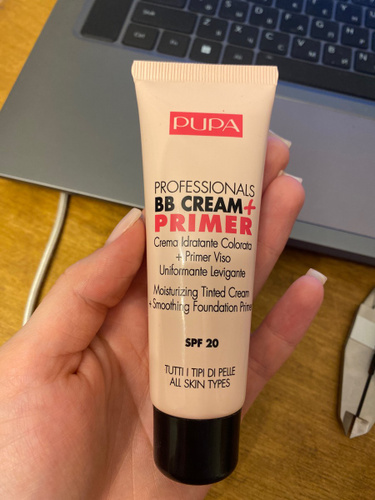 PUPA
PROFESSIONALS
BB CREAM+
PRIMER
Crema Idratante Colorata
+ Primer Viso
Uniformante Levigante
Moisturizing Tinted Cream
+Smoothing Foundation Primer
SPF 20
TUTTI I TIPI DI PELLE
ALL SKIN TYPES